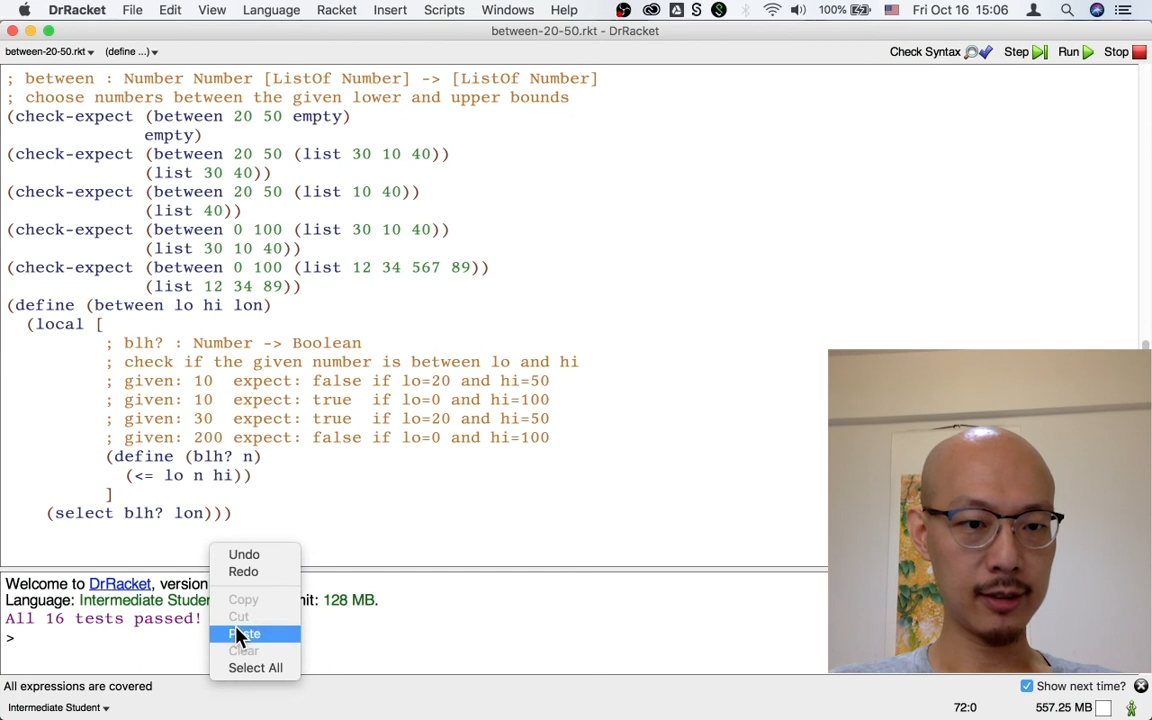 DrRacket File Edit View Language Racket Insert Scripts Windows Help 100% Fri Oct 16 15:06
between-20-50.rkt - DrRacket
between-20-50.rkt (define ...) Check Syntax Step Run Stop
; between : Number Number [ListOf Number] -> [ListOf Number]
; choose numbers between the given lower and upper bounds
(check-expect (between 20 50 empty)
empty)
(check-expect (between 20 50 (list 30 10 40))
(list 30 40))
(check-expect (between 20 50 (list 10 40))
(list 40))
(check-expect (between 0 100 (list 30 10 40))
(list 30 10 40))
(check-expect (between 0 100 (list 12 34 567 89))
(list 12 34 89))
(define (between lo hi lon)
(local [
; blh? : Number -> Boolean
; check if the given number is between lo and hi
; given: 10 expect: false if lo=20 and hi=50
; given: 10 expect: true if lo=0 and hi=100
; given: 30 expect: true if lo=20 and hi=50
; given: 200 expect: false if lo=0 and hi=100
(define (blh? n)
(<= lo n hi))
]
(select blh? lon)))
Undo
Redo
Copy
Cut
Paste
Clear
Select All
Welcome to DrRacket, version
Language: Intermediate Studen
128 MB.
All 16 tests passed!
>
All expressions are covered Show next time?
Intermediate Student 72:0 557.25 MB